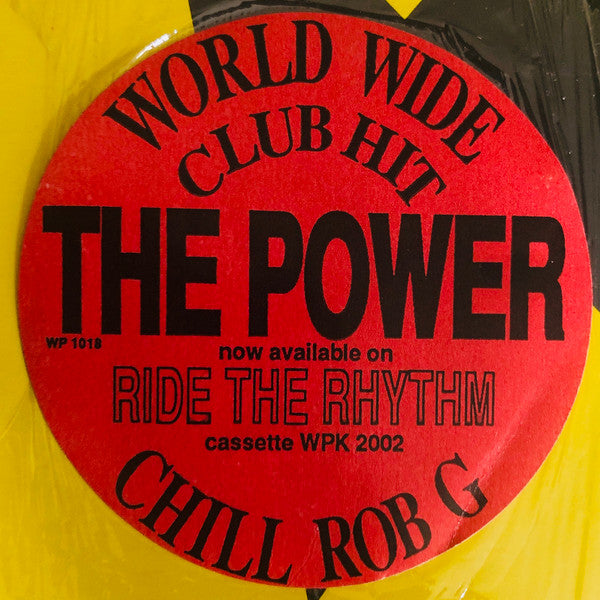 WORLD WIDE
CLUB HIT
THE POWER
WP 1018
now available on
RIDE THE RHYTHM
cassette WPK 2002
CHILL ROB G